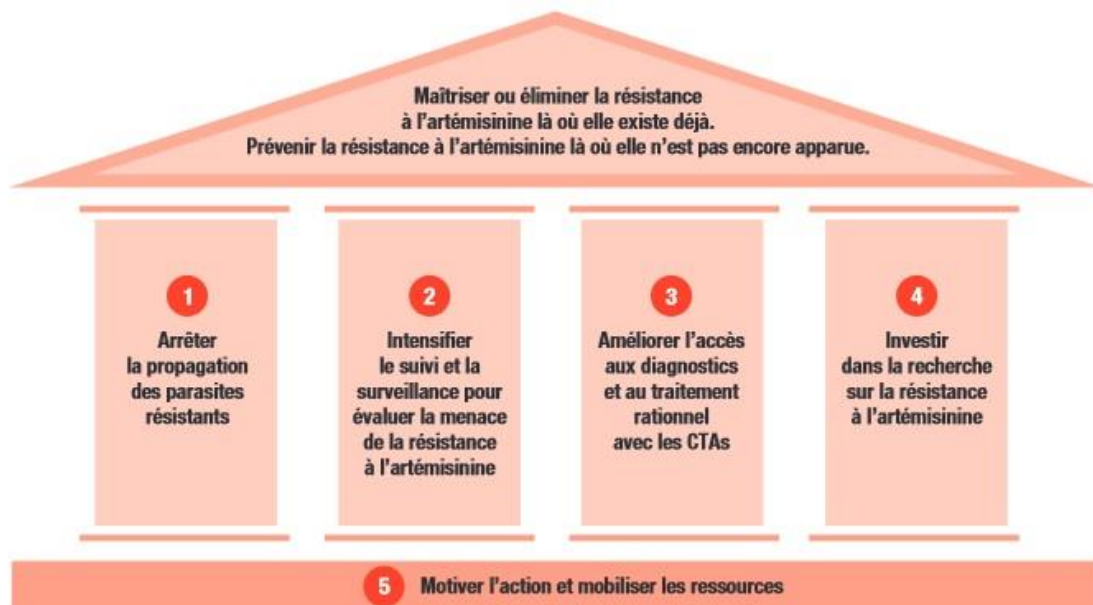 Maîtriser ou éliminer la résistance
à l'artémisinine là où elle existe déjà.
Prévenir la résistance à l'artémisinine là où elle n'est pas encore apparue.
1
Arrêter
la propagation
des parasites
résistants
2
Intensifier
le suivi et la
surveillance pour
évaluer la menace
de la résistance
à l'artémisinine
3
Améliorer l'accès
aux diagnostics
et au traitement
rationnel
avec les CTAs
4
Investir
dans la recherche
sur la résistance
à l'artémisinine
5 Motiver l'action et mobiliser les ressources